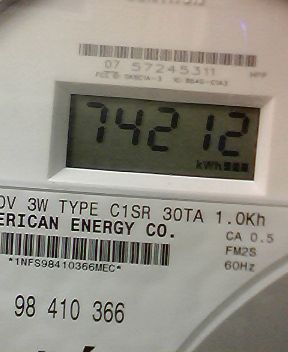 07 57245311
74212
kWh
0V 3W TYPE C1SR 30TA 1.0Kh
ERICAN ENERGY CO.
CA 0.5
FM2S
*1NFS98410366MEC*
60Hz
98 410 366